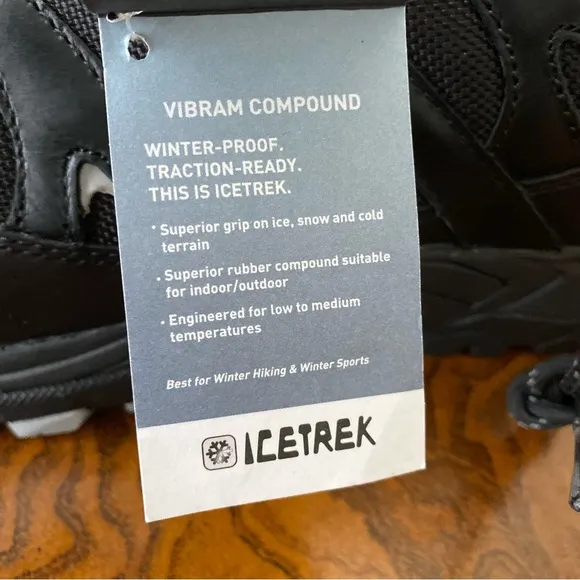 VIBRAM COMPOUND
WINTER-PROOF.
TRACTION-READY.
THIS IS ICETREK.
• Superior grip on ice, snow and cold
terrain
• Superior rubber compound suitable
for indoor/outdoor
• Engineered for low to medium
temperatures
Best for Winter Hiking & Winter Sports
ICETREK